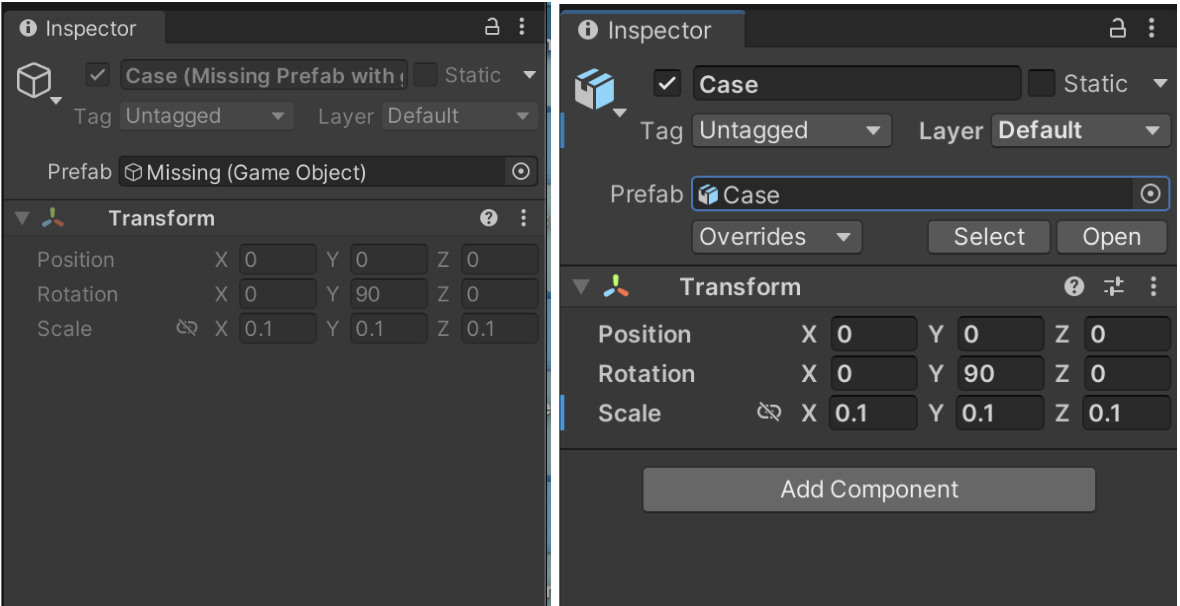 Inspector
Case (Missing Prefab with
Static
Tag Untagged Layer Default
Prefab Missing (Game Object)
Transform
Position X 0 Y 0 Z 0
Rotation X 0 Y 90 Z 0
Scale X 0.1 Y 0.1 Z 0.1
Inspector
Case
Static
Tag Untagged Layer Default
Prefab Case
Overrides Select Open
Transform
Position X 0 Y 0 Z 0
Rotation X 0 Y 90 Z 0
Scale X 0.1 Y 0.1 Z 0.1
Add Component